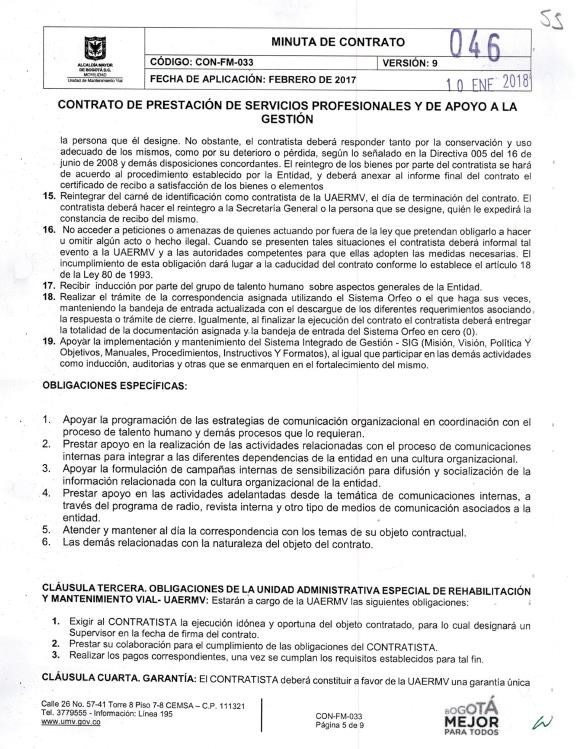 55
MINUTA DE CONTRATO
046
ALCALDÍA MAYOR
DE BOGOTÁ D.C.
MOVILIDAD
Unidad de Mantenimiento Vial
CÓDIGO: CON-FM-033
VERSIÓN: 9
FECHA DE APLICACIÓN: FEBRERO DE 2017
10 ENE 2018
CONTRATO DE PRESTACIÓN DE SERVICIOS PROFESIONALES Y DE APOYO A LA
GESTIÓN
la persona que él designe. No obstante, el contratista deberá responder tanto por la conservación y uso
adecuado de los mismos, como por su deterioro o pérdida, según lo señalado en la Directiva 005 del 16 de
junio de 2008 y demás disposiciones concordantes. El reintegro de los bienes por parte del contratista se hará
de acuerdo al procedimiento establecido por la Entidad, y deberá anexar al informe final del contrato el
certificado de recibo a satisfacción de los bienes o elementos
15. Reintegrar del carné de identificación como contratista de la UAERMV, el día de terminación del contrato. El
contratista deberá hacer el reintegro a la Secretaría General o la persona que se designe, quién le expedirá la
constancia de recibo del mismo.
16. No acceder a peticiones o amenazas de quienes actuando por fuera de la ley que pretendan obligarlo a hacer
u omitir algún acto o hecho ilegal. Cuando se presenten tales situaciones el contratista deberá informar tal
evento a la UAERMV y a las autoridades competentes para que ellas adopten las medidas necesarias. El
incumplimiento de esta obligación dará lugar a la caducidad del contrato conforme lo establece el artículo 18
de la Ley 80 de 1993.
17. Recibir inducción por parte del grupo de talento humano sobre aspectos generales de la Entidad.
18. Realizar el trámite de la correspondencia asignada utilizando el Sistema Orfeo o el que haga sus veces,
manteniendo la bandeja de entrada actualizada con el descargue de los diferentes requerimientos asociando
la respuesta o trámite de cierre. Igualmente, al finalizar la ejecución del contrato el contratista deberá entregar
la totalidad de la documentación asignada y la bandeja de entrada del Sistema Orfeo en cero (0).
19. Apoyar la implementación y mantenimiento del Sistema Integrado de Gestión - SIG (Misión, Visión, Política Y
Objetivos, Manuales, Procedimientos, Instructivos Y Formatos), al igual que participar en las demás actividades
como inducción, auditorias y otras que se enmarquen en el fortalecimiento del mismo.
OBLIGACIONES ESPECÍFICAS:
1. Apoyar la programación de las estrategias de comunicación organizacional en coordinación con el
proceso de talento humano y demás procesos que lo requieran.
2. Prestar apoyo en la realización de las actividades relacionadas con el proceso de comunicaciones
internas para integrar a las diferentes dependencias de la entidad en una cultura organizacional.
3. Apoyar la formulación de campañas internas de sensibilización para difusión y socialización de la
información relacionada con la cultura organizacional de la entidad.
4. Prestar apoyo en las actividades adelantadas desde la temática de comunicaciones internas, a
través del programa de radio, revista interna y otro tipo de medios de comunicación asociados a la
entidad.
5. Atender y mantener al día la correspondencia con los temas de su objeto contractual.
6. Las demás relacionadas con la naturaleza del objeto del contrato.
CLÁUSULA TERCERA. OBLIGACIONES DE LA UNIDAD ADMINISTRATIVA ESPECIAL DE REHABILITACIÓN
Y MANTENIMIENTO VIAL- UAERMV: Estarán a cargo de la UAERMV las siguientes obligaciones:
1. Exigir al CONTRATISTA la ejecución idónea y oportuna del objeto contratado, para lo cual designará un
Supervisor en la fecha de firma del contrato.
2. Prestar su colaboración para el cumplimiento de las obligaciones del CONTRATISTA.
3. Realizar los pagos correspondientes, una vez se cumplan los requisitos establecidos para tal fin.
CLÁUSULA CUARTA. GARANTÍA: El CONTRATISTA deberá constituir a favor de la UAERMV una garantía única
Calle 26 No. 57-41 Torre 8 Piso 7-8 CEMSA – C.P. 111321
Tel. 3779555 - Información: Línea 195
www.umv.gov.co
CON-FM-033
Página 5 de 9
BOGOTÁ
MEJOR
PARA TODOS